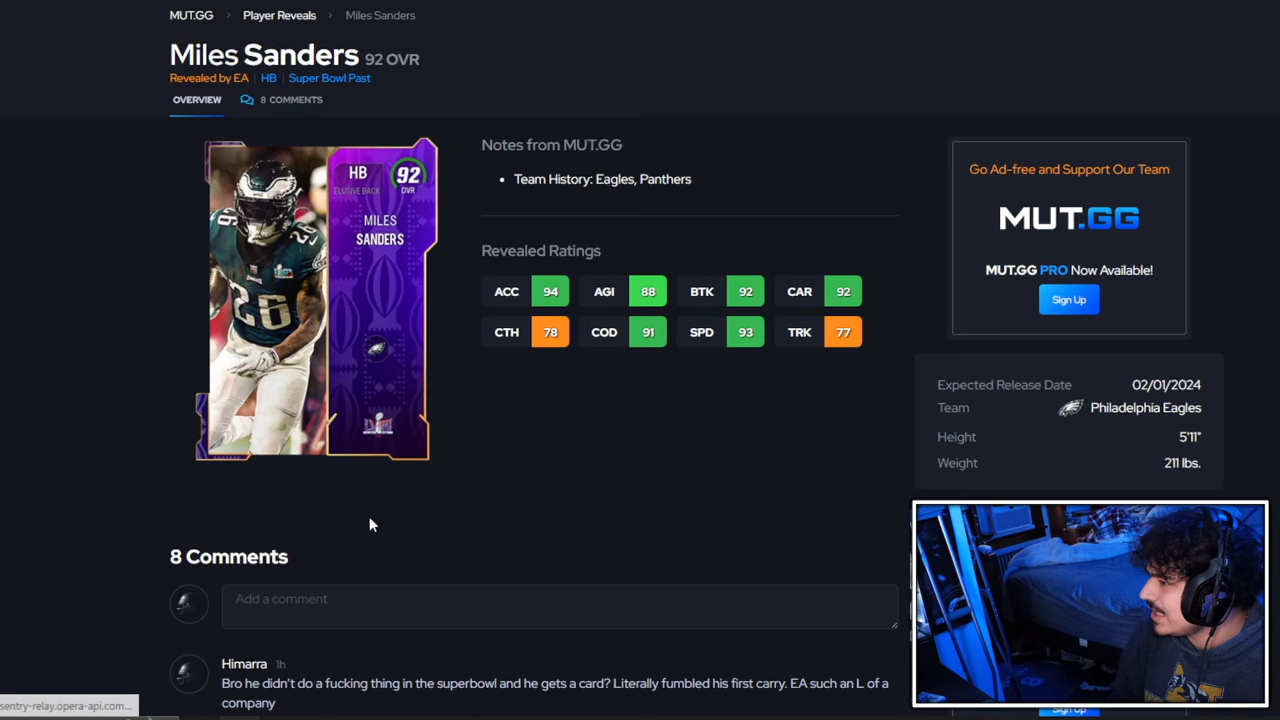 MUT.GG > Player Reveals > Miles Sanders
Miles Sanders 92 OVR
Revealed by EA | HB | Super Bowl Past
OVERVIEW 8 COMMENTS
HB 92
ELUSIVE BACK OVR
MILES
SANDERS
26
LVII
Notes from MUT.GG
• Team History: Eagles, Panthers
Revealed Ratings
ACC 94 AGI 88 BTK 92 CAR 92
CTH 78 COD 91 SPD 93 TRK 77
Go Ad-free and Support Our Team
MUT.GG
MUT.GG PRO Now Available!
Sign Up
Expected Release Date 02/01/2024
Team Philadelphia Eagles
Height 5'11"
Weight 211 lbs.
8 Comments
Add a comment
Himarra 1h
Bro he didn't do a fucking thing in the superbowl and he gets a card? Literally fumbled his first carry. EA such an L of a
company
sentry-relay.opera-api.com...
Sign Up